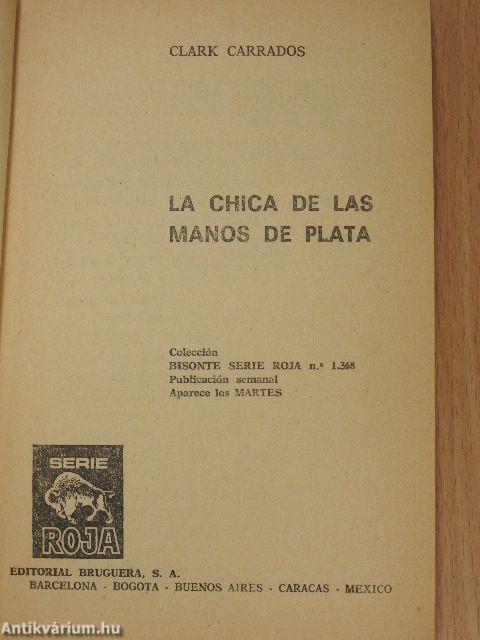 CLARK CARRADOS
LA CHICA DE LAS
MANOS DE PLATA
Colección
BISONTE SERIE ROJA n.º 1.368
Publicación semanal
Aparece los MARTES
SERIE
ROJA
EDITORIAL BRUGUERA, S. A.
BARCELONA - BOGOTA - BUENOS AIRES - CARACAS - MEXICO
Antikvárium.hu